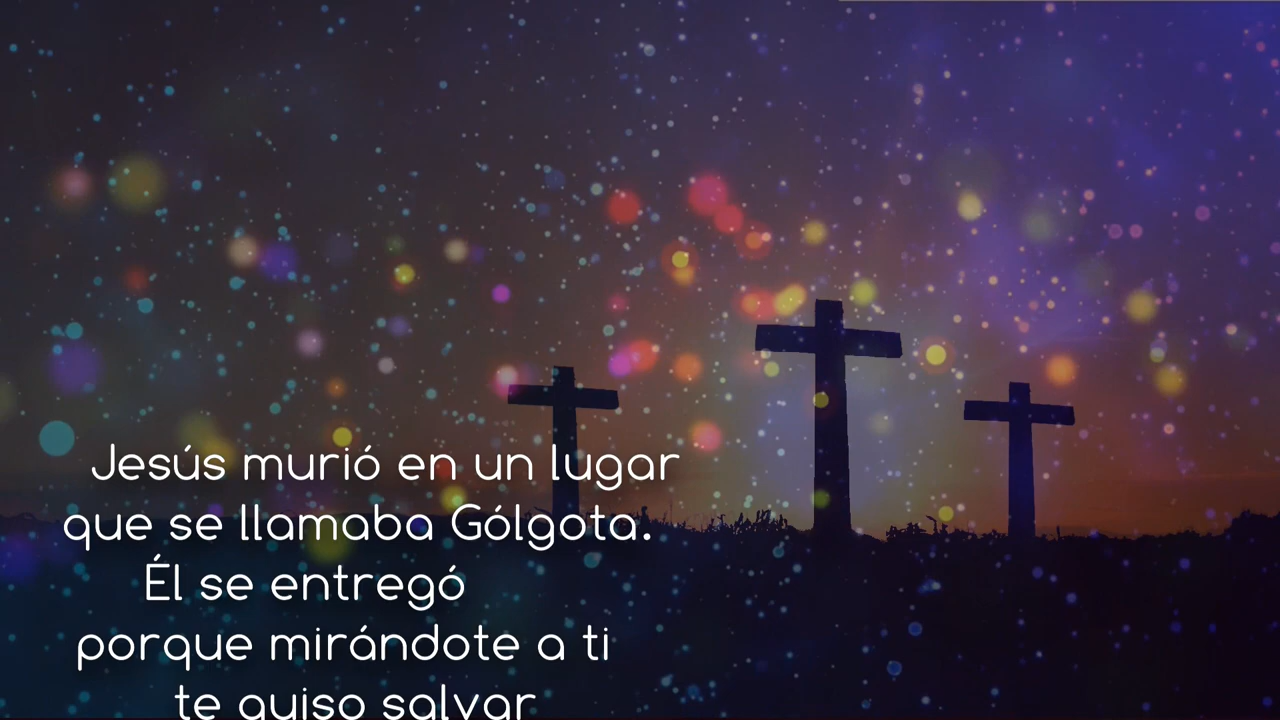 Jesús murió en un lugar
que se llamaba Gólgota.
Él se entregó
porque mirándote a ti
te quiso salvar